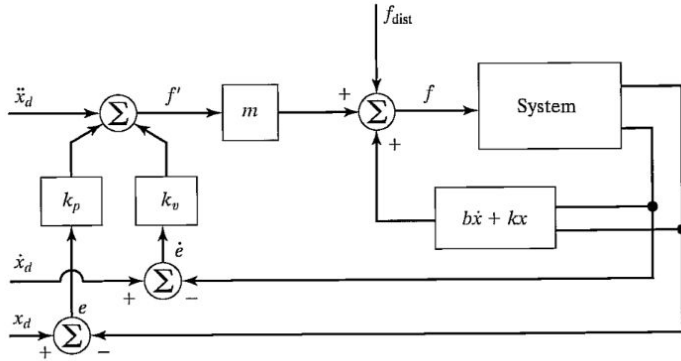 f_dist
ẍ_d
Σ
f′
m
+
Σ
f
System
+
k_p
k_v
bẋ + kx
ė
ẋ_d
+
Σ
−
e
x_d
+
Σ
−